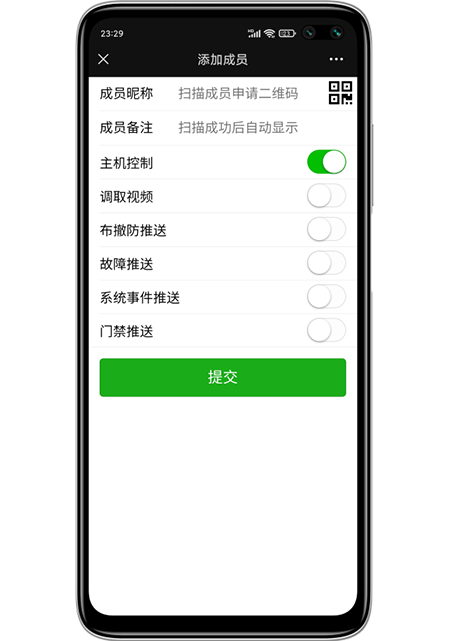 23:29
添加成员
成员昵称 扫描成员申请二维码
成员备注 扫描成功后自动显示
主机控制
调取视频
布撤防推送
故障推送
系统事件推送
门禁推送
提交